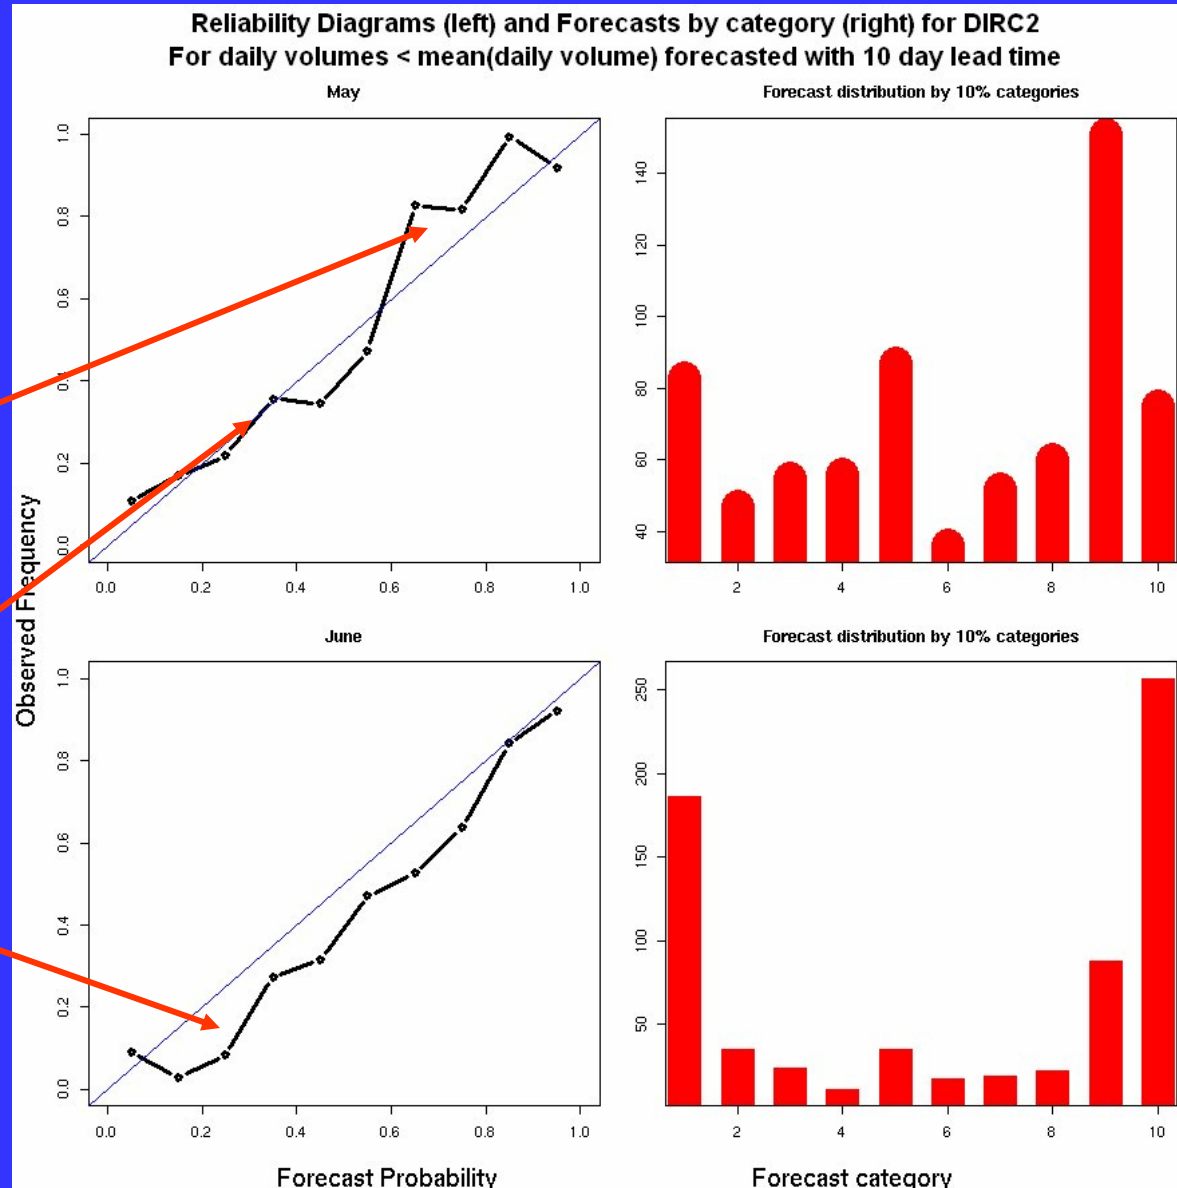 Reliability Diagrams (left) and Forecasts by category (right) for DIRC2
For daily volumes < mean(daily volume) forecasted with 10 day lead time
May
Forecast distribution by 10% categories
1.0
0.8
0.6
0.4
0.2
0.0
0.0 0.2 0.4 0.6 0.8 1.0
140
120
100
80
60
40
2 4 6 8 10
Observed Frequency
June
Forecast distribution by 10% categories
1.0
0.8
0.6
0.4
0.2
0.0
0.0 0.2 0.4 0.6 0.8 1.0
250
200
150
100
50
2 4 6 8 10
Forecast Probability
Forecast category